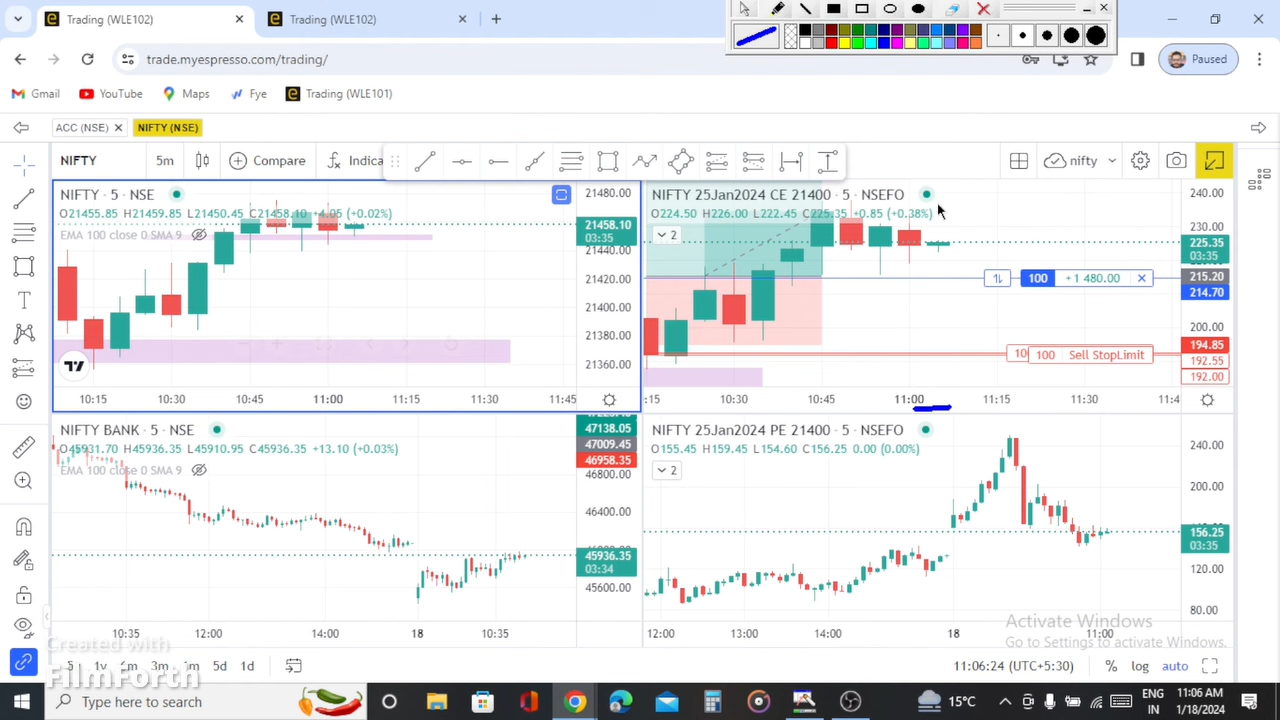 Trading (WLE102)
Trading (WLE102)
trade.myespresso.com/trading/
Paused
Gmail
YouTube
Maps
Fye
Trading (WLE101)
ACC (NSE)
NIFTY (NSE)
NIFTY
5m
Compare
Indica
nifty
NIFTY · 5 · NSE
O21455.85 H21459.85 L21450.45 C21458.10 +4.05 (+0.02%)
EMA 100 close 0 SMA 9
21480.00
21458.10
03:35
21440.00
21420.00
21400.00
21380.00
21360.00
10:15
10:30
10:45
11:00
11:15
11:30
11:45
NIFTY 25Jan2024 CE 21400 · 5 · NSEFO
O224.50 H226.00 L222.45 C225.35 +0.85 (+0.38%)
2
240.00
230.00
225.35
03:35
215.20
214.70
200.00
194.85
192.55
192.00
100
+1 480.00
100
Sell StopLimit
10:30
10:45
11:00
11:15
11:30
11:4
NIFTY BANK · 5 · NSE
O45931.70 H45936.35 L45910.95 C45936.35 +13.10 (+0.03%)
EMA 100 close 0 SMA 9
47138.05
47009.45
46958.35
46800.00
46400.00
45936.35
03:34
45600.00
10:35
12:00
14:00
18
10:35
NIFTY 25Jan2024 PE 21400 · 5 · NSEFO
O155.45 H159.45 L154.60 C156.25 0.00 (0.00%)
2
240.00
200.00
156.25
03:35
120.00
80.00
12:00
13:00
14:00
18
11:00
Activate Windows
Go to Settings to activate Windows.
Created with
FilmForth
1y
3m
5d
1d
11:06:24 (UTC+5:30)
%
log
auto
Type here to search
15°C
ENG
IN
11:06 AM
1/18/2024